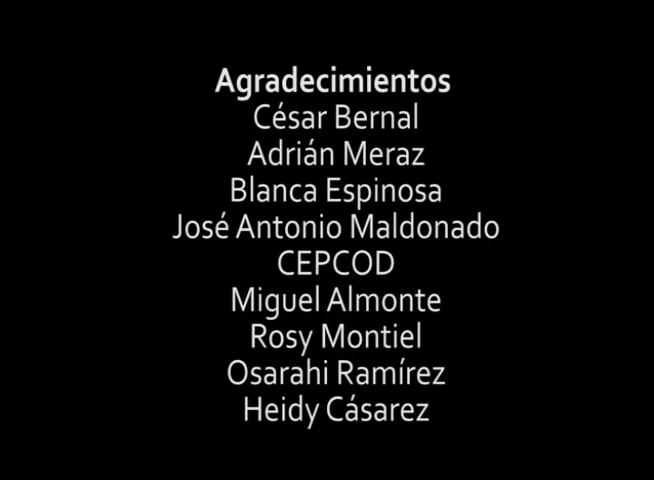 Agradecimientos
César Bernal
Adrián Meraz
Blanca Espinosa
José Antonio Maldonado
CEPCOD
Miguel Almonte
Rosy Montiel
Osarahi Ramírez
Heidy Cásarez